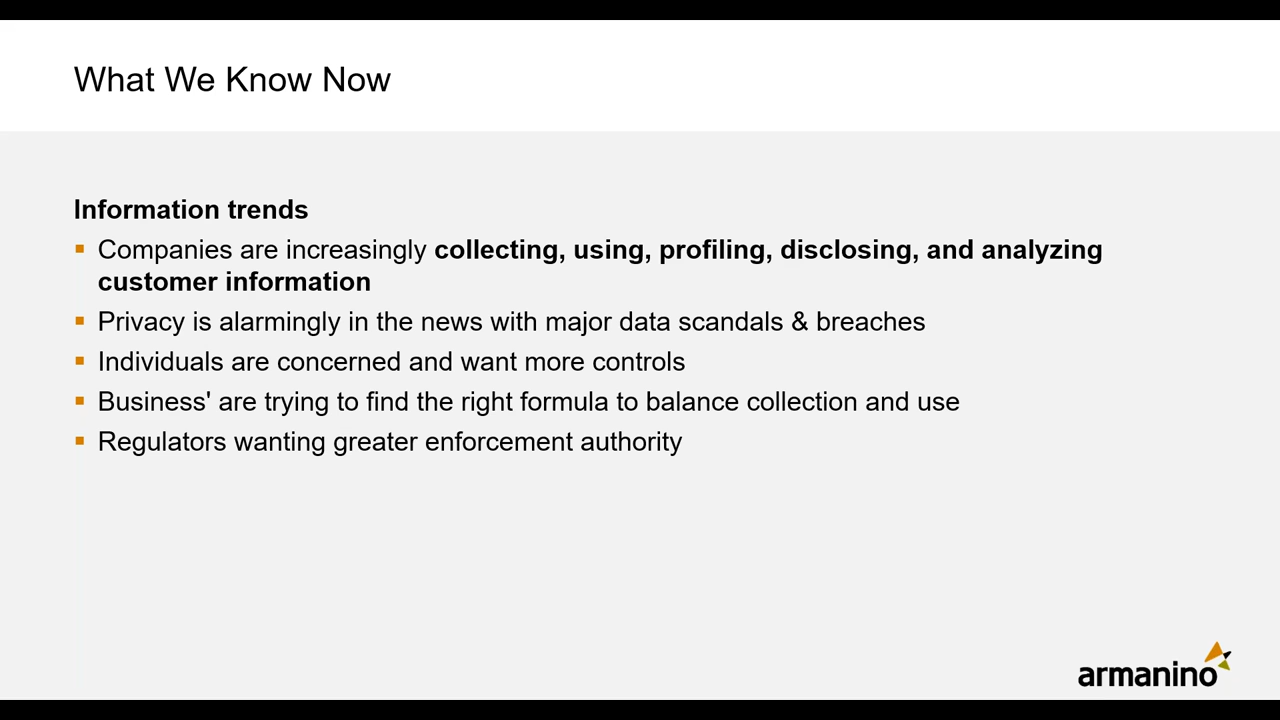 What We Know Now
Information trends
Companies are increasingly collecting, using, profiling, disclosing, and analyzing
customer information
Privacy is alarmingly in the news with major data scandals & breaches
Individuals are concerned and want more controls
Business' are trying to find the right formula to balance collection and use
Regulators wanting greater enforcement authority
armanino